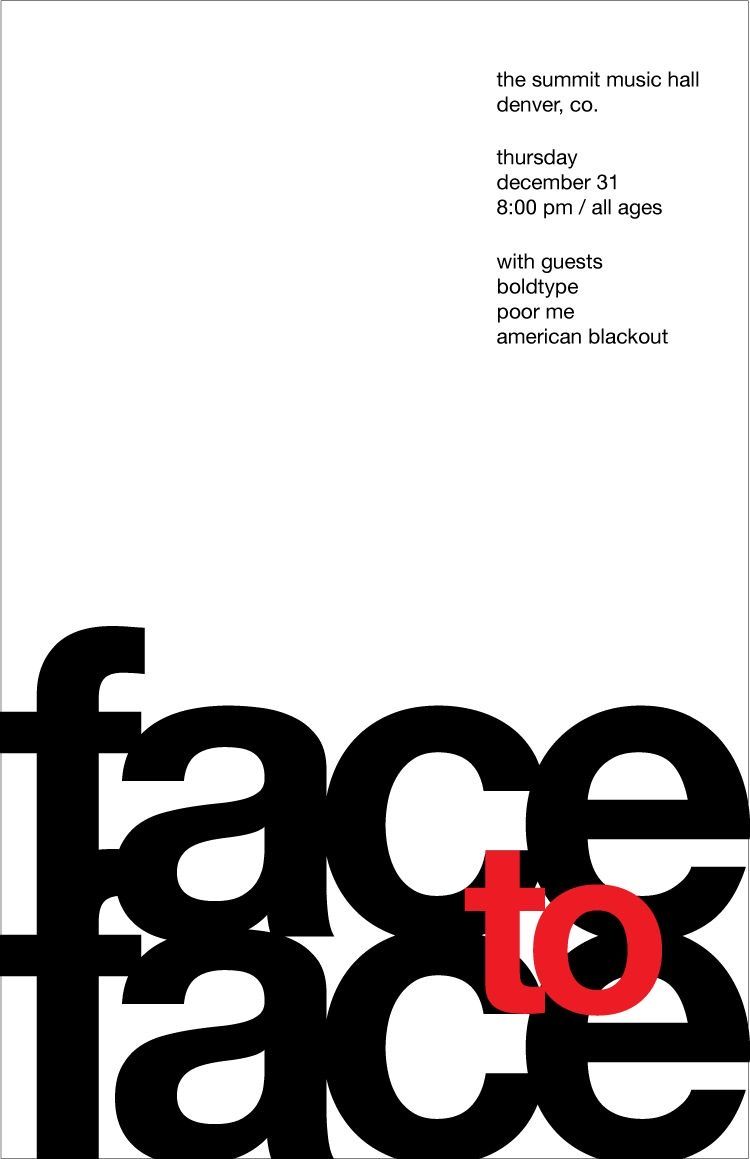 the summit music hall
denver, co.
thursday
december 31
8:00 pm / all ages
with guests
boldtype
poor me
american blackout
face
to
face